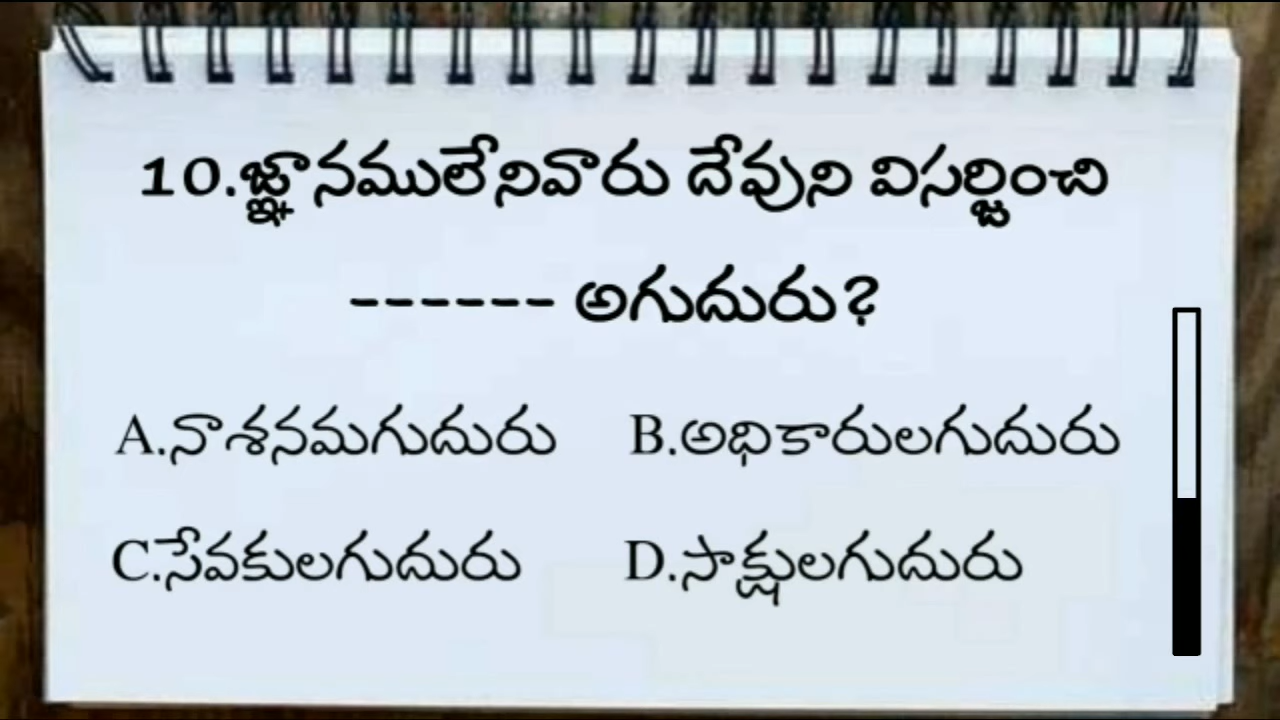 10.జ్ఞానములేనివారు దేవుని విసర్జించి
------ అగుదురు?
A.నాశనమగుదురు B.అధికారులగుదురు
C.సేవకులగుదురు D.సాక్షులగుదురు